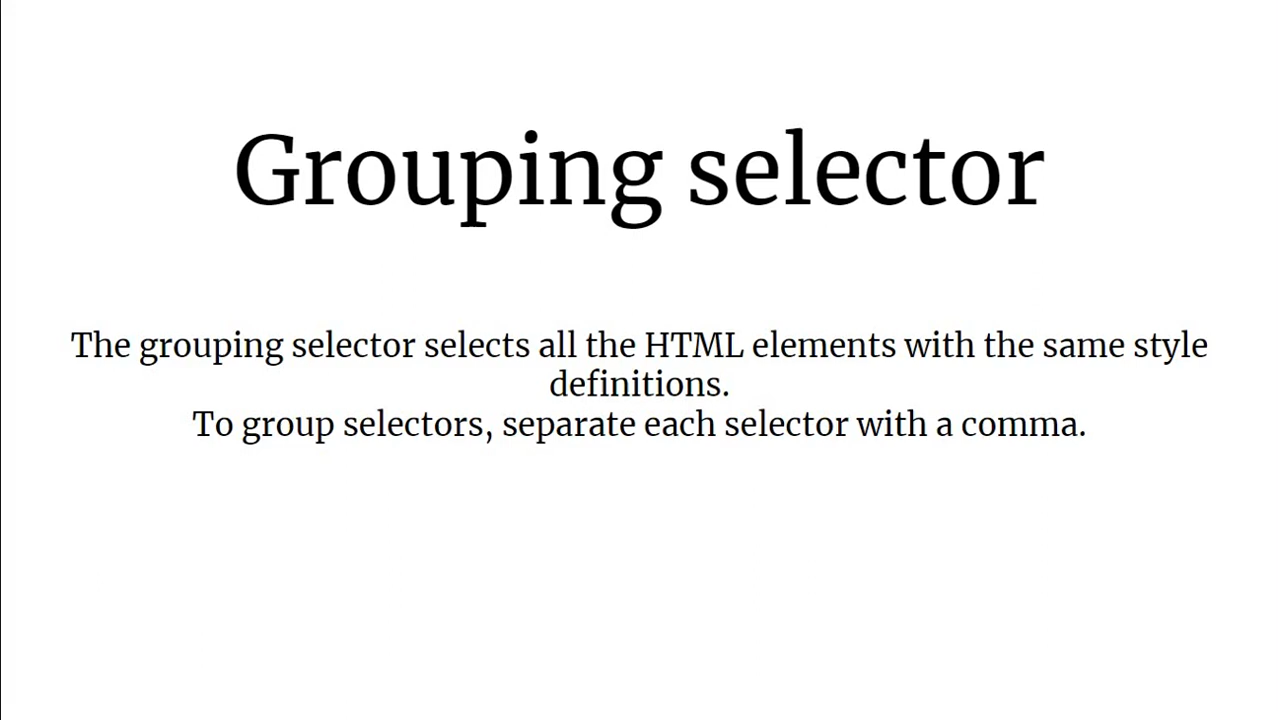 Grouping selector
The grouping selector selects all the HTML elements with the same style
definitions.
To group selectors, separate each selector with a comma.